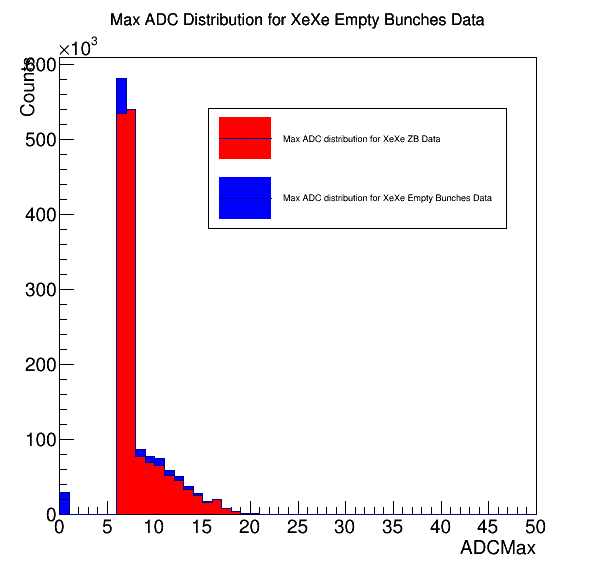 Max ADC Distribution for XeXe Empty Bunches Data
×10³
Counts
600
500
400
300
200
100
0
Max ADC distribution for XeXe ZB Data
Max ADC distribution for XeXe Empty Bunches Data
0 5 10 15 20 25 30 35 40 45 50
ADCMax